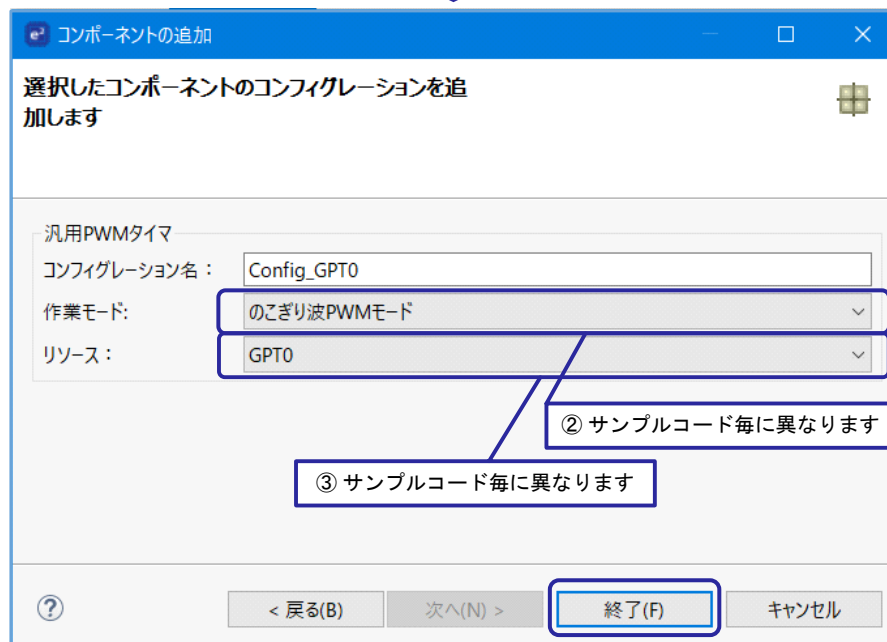 e² コンポーネントの追加
選択したコンポーネントのコンフィグレーションを追
加します
汎用PWMタイマ
コンフィグレーション名： Config_GPT0
作業モード: のこぎり波PWMモード
リソース： GPT0
② サンプルコード毎に異なります
③ サンプルコード毎に異なります
? < 戻る(B) 次へ(N) > 終了(F) キャンセル